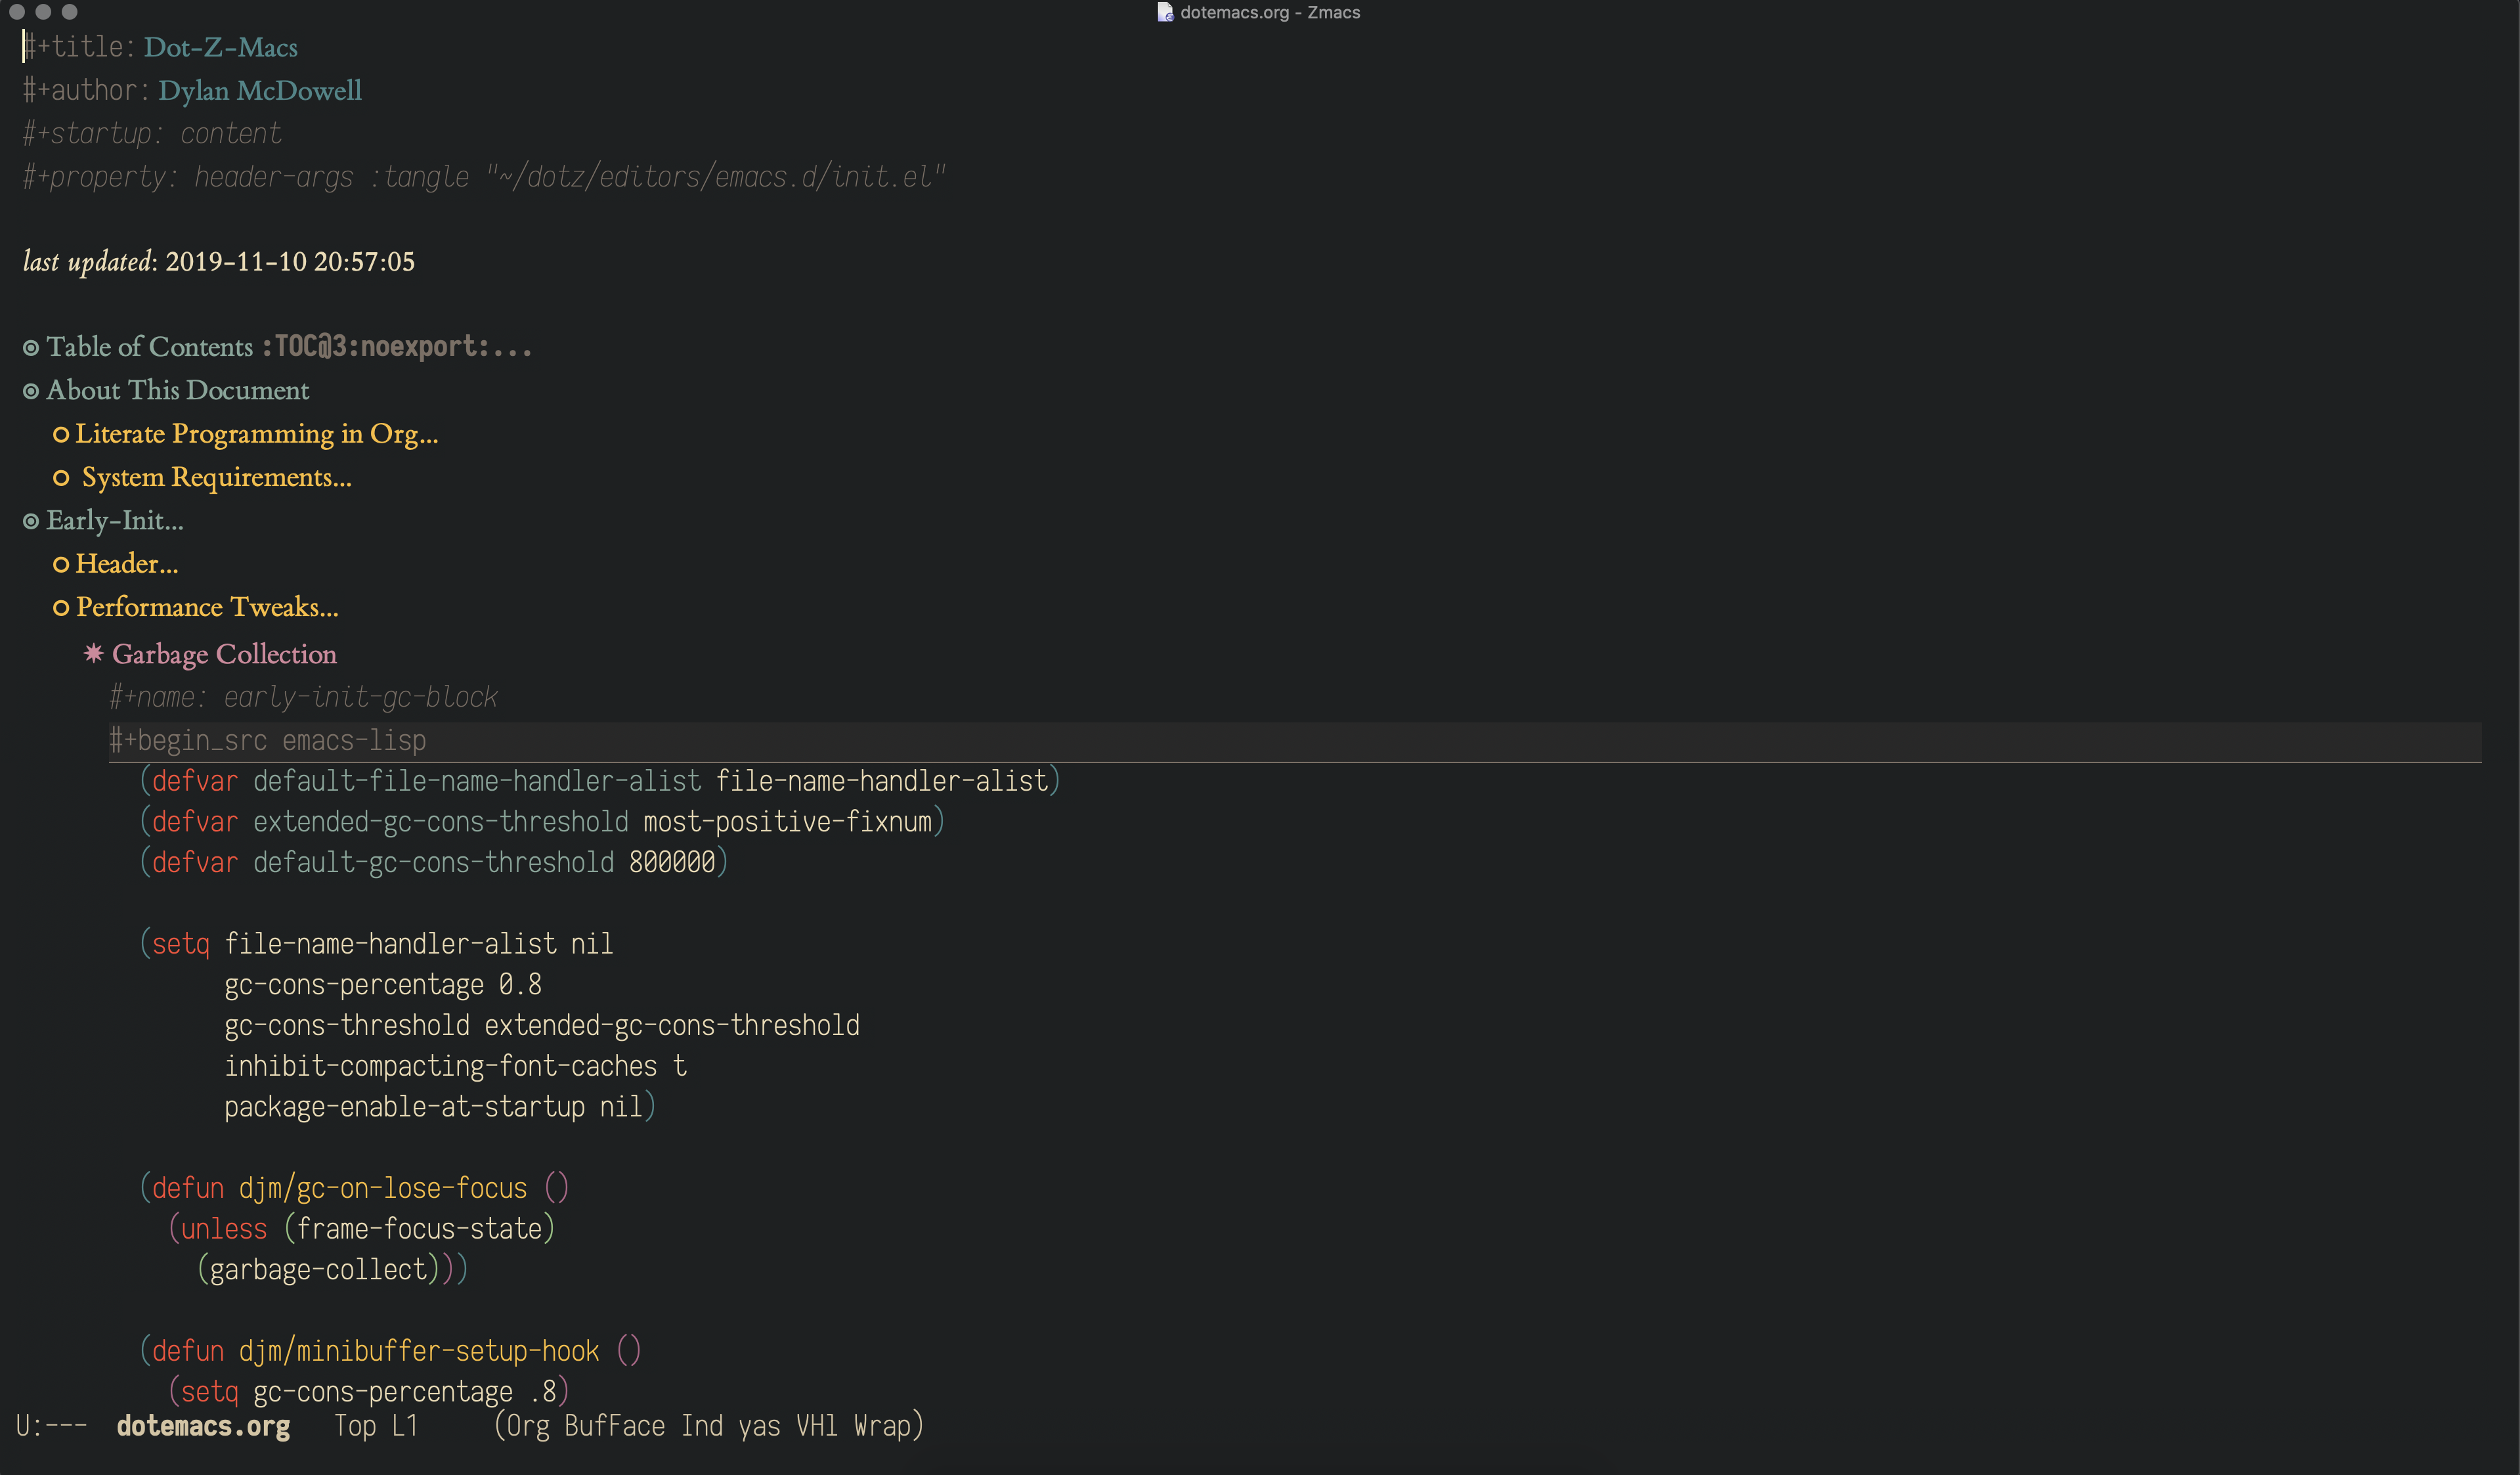 dotemacs.org - Zmacs
#+title: Dot-Z-Macs
#+author: Dylan McDowell
#+startup: content
#+property: header-args :tangle "~/dotz/editors/emacs.d/init.el"
last updated: 2019-11-10 20:57:05
Table of Contents :TOC@3:noexport:...
About This Document
Literate Programming in Org...
System Requirements...
Early-Init...
Header...
Performance Tweaks...
Garbage Collection
#+name: early-init-gc-block
#+begin_src emacs-lisp
(defvar default-file-name-handler-alist file-name-handler-alist)
(defvar extended-gc-cons-threshold most-positive-fixnum)
(defvar default-gc-cons-threshold 800000)
(setq file-name-handler-alist nil
gc-cons-percentage 0.8
gc-cons-threshold extended-gc-cons-threshold
inhibit-compacting-font-caches t
package-enable-at-startup nil)
(defun djm/gc-on-lose-focus ()
(unless (frame-focus-state)
(garbage-collect)))
(defun djm/minibuffer-setup-hook ()
(setq gc-cons-percentage .8)
U:--- dotemacs.org Top L1 (Org BufFace Ind yas VHl Wrap)